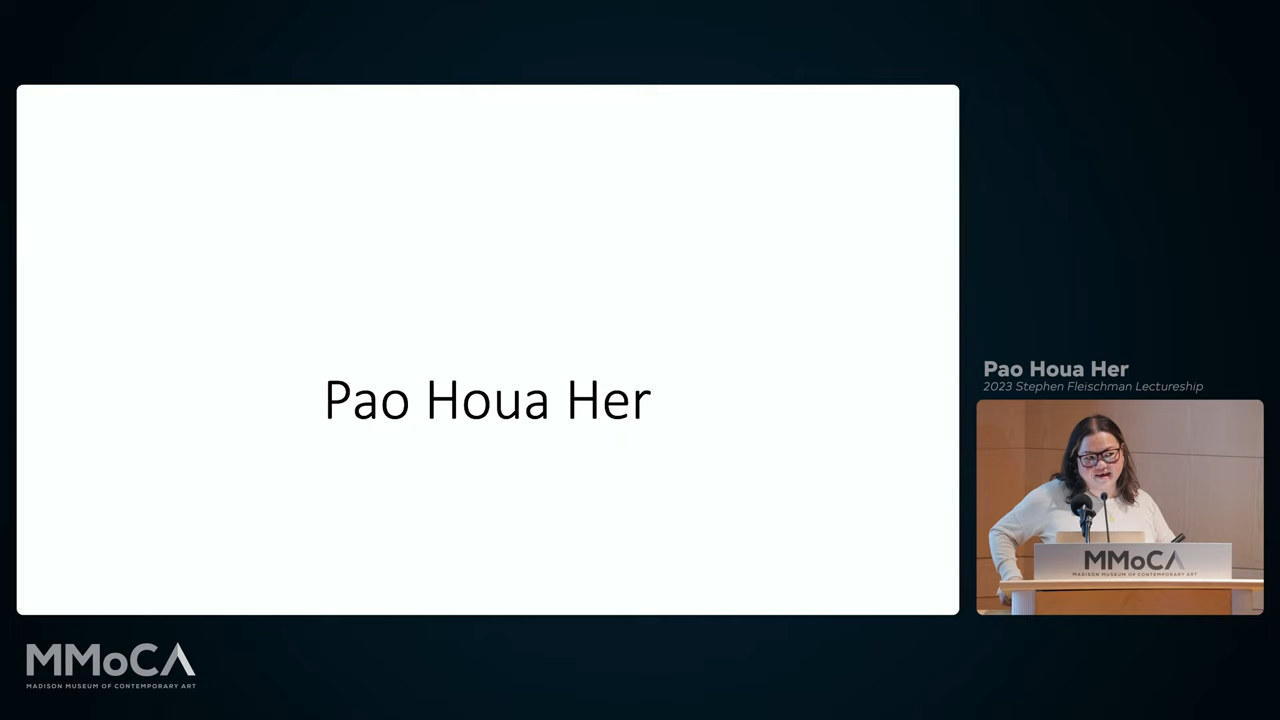 Pao Houa Her
Pao Houa Her
2023 Stephen Fleischman Lectureship
MMoCA
MADISON MUSEUM OF CONTEMPORARY ART
MMoCA
MADISON MUSEUM OF CONTEMPORARY ART